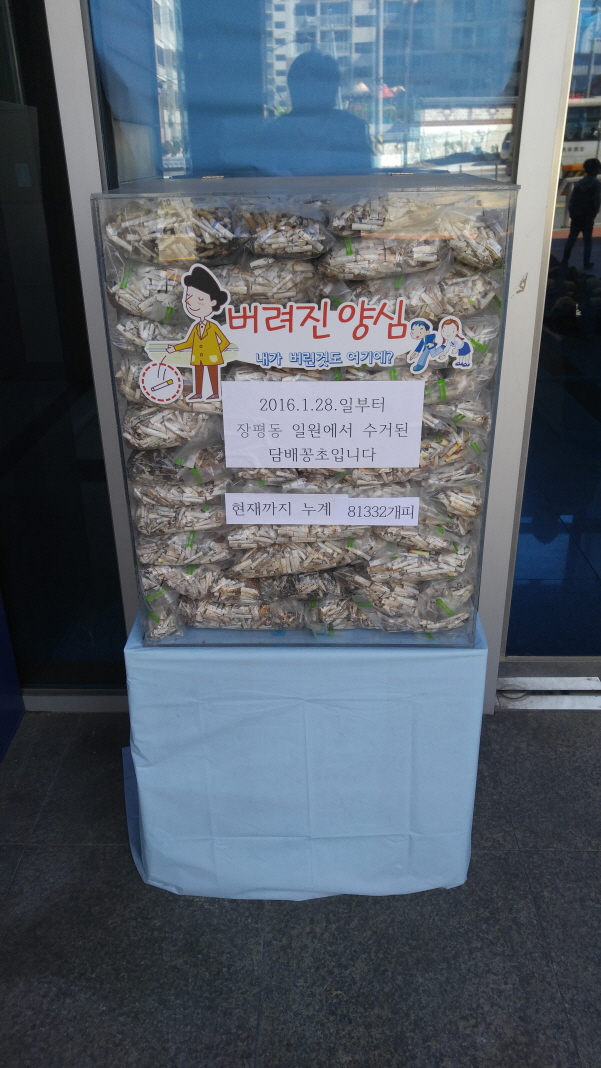 버려진 양심
내가 버린것도 여기에?
2016.1.28.일부터
장평동 일원에서 수거된
담배꽁초입니다
현재까지 누계 81332개피